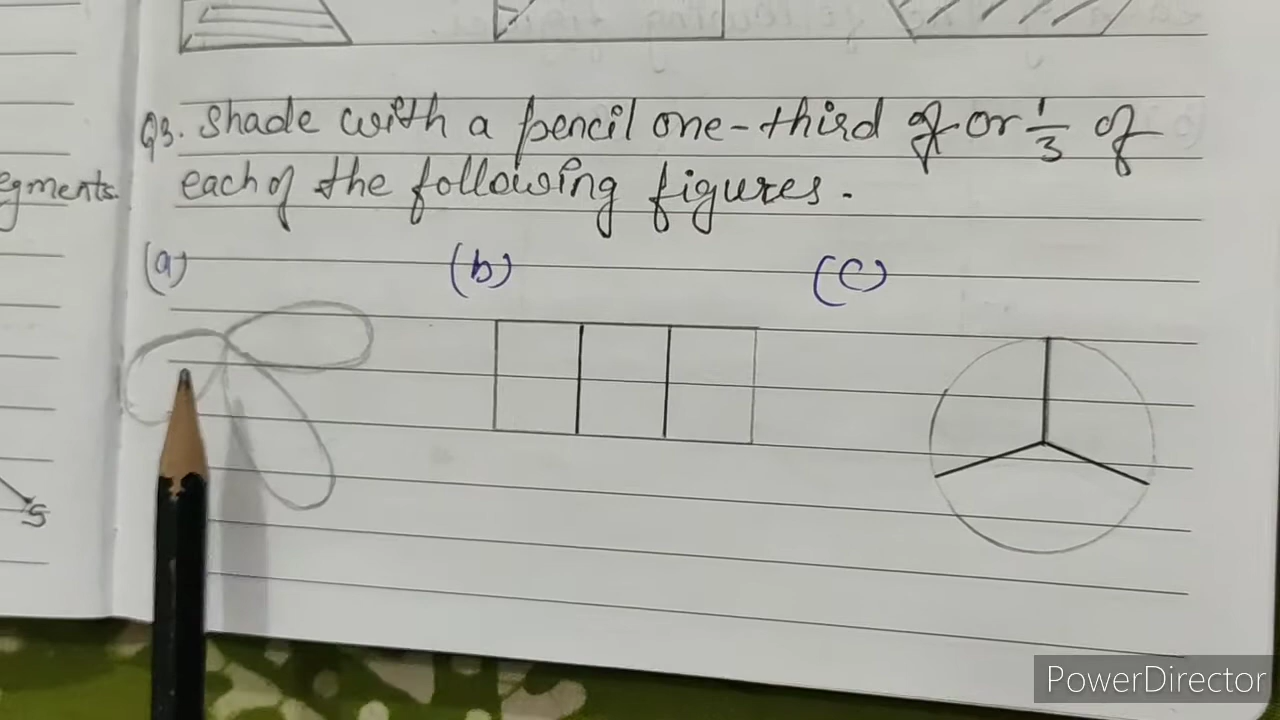 Q3. Shade with a pencil one-third of or 1/3 of
each of the following figures.
egments.
(a) (b) (c)
S
PowerDirector